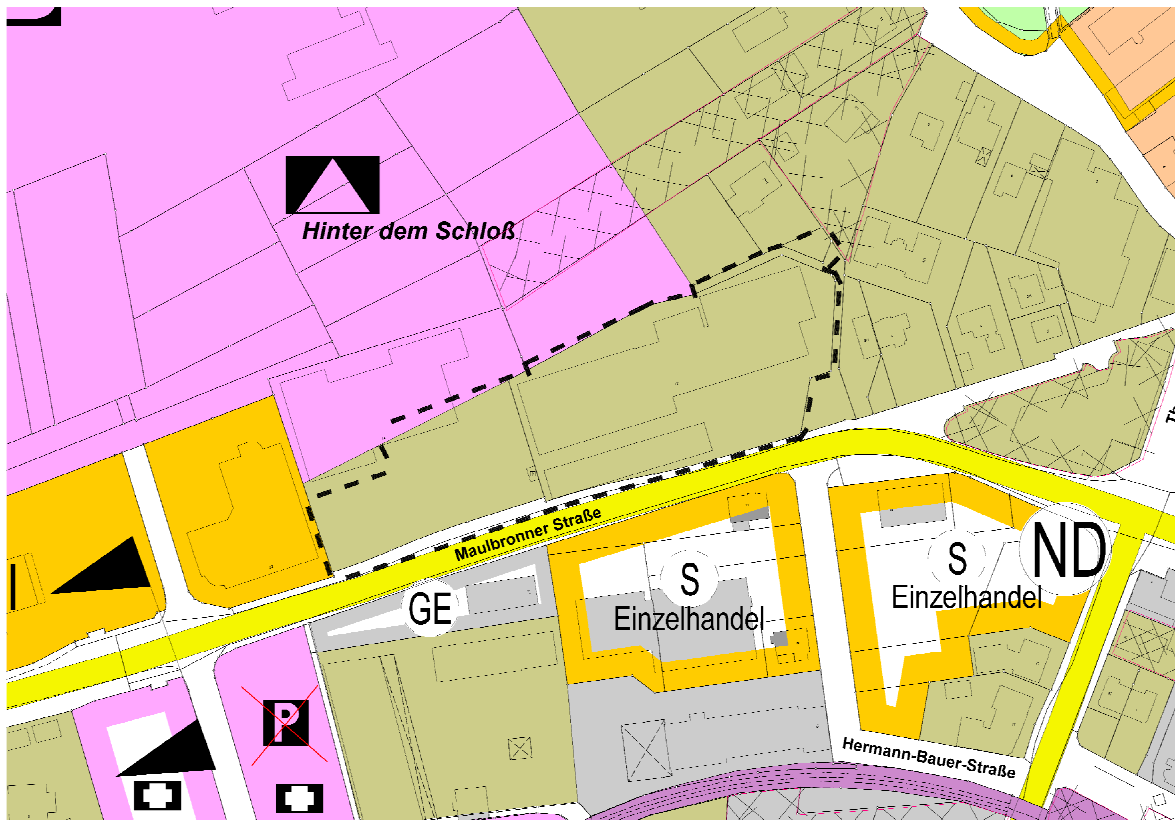 Hinter dem Schloß
Maulbronner Straße
GE
S
Einzelhandel
S
Einzelhandel
ND
P
Hermann-Bauer-Straße